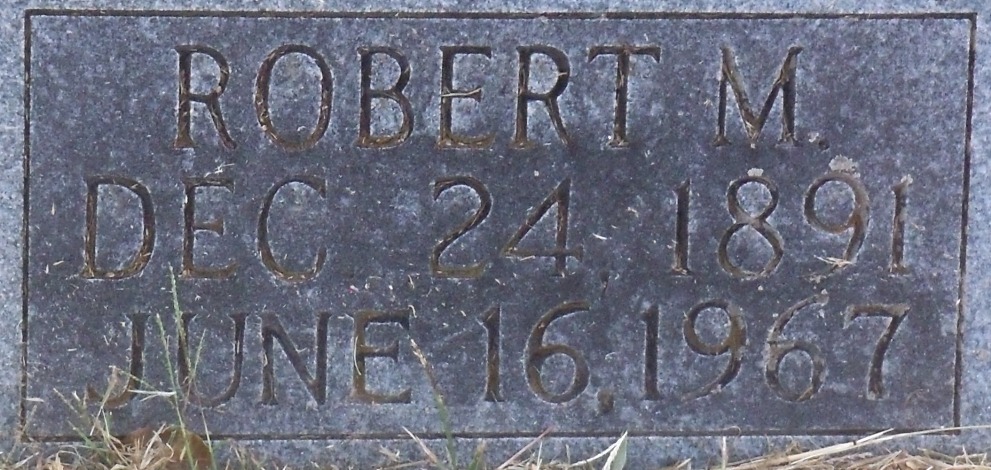 ROBERT M.
DEC 24, 1891
JUNE 16, 1967